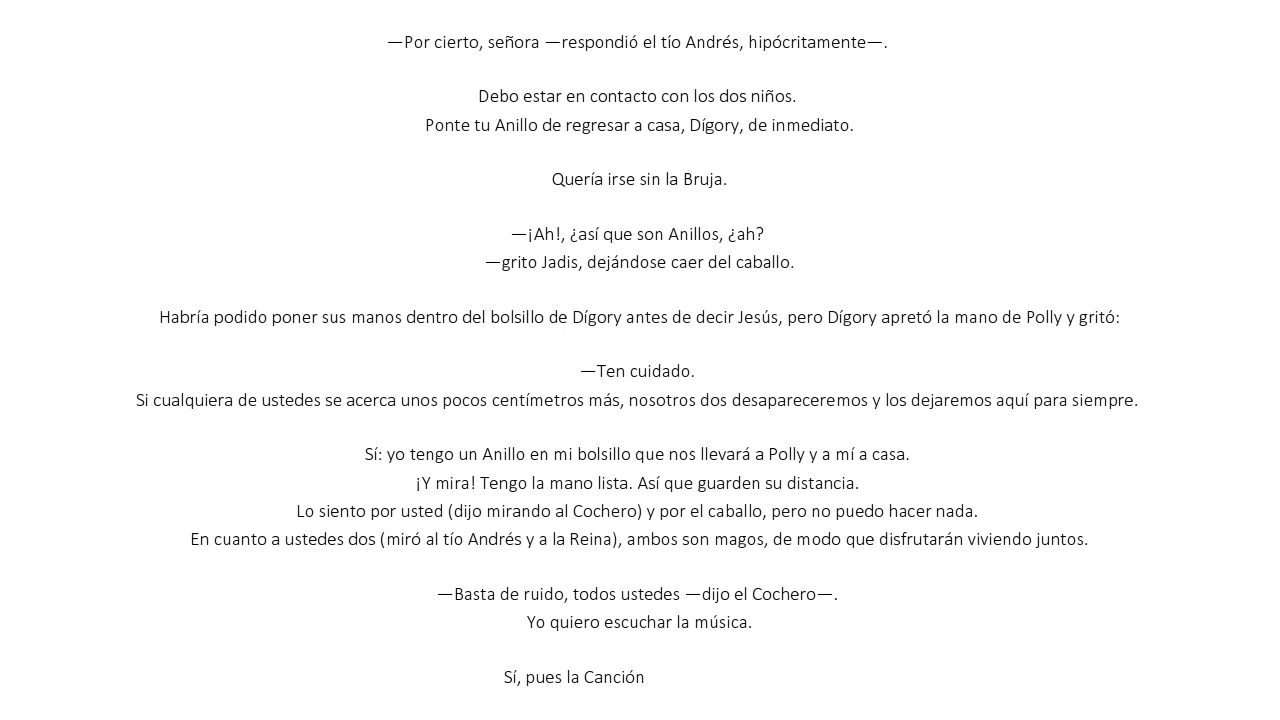 —Por cierto, señora —respondió el tío Andrés, hipócritamente—.
Debo estar en contacto con los dos niños.
Ponte tu Anillo de regresar a casa, Dígory, de inmediato.
Quería irse sin la Bruja.
—¡Ah!, ¿así que son Anillos, ¿ah?
—grito Jadis, dejándose caer del caballo.
Habría podido poner sus manos dentro del bolsillo de Dígory antes de decir Jesús, pero Dígory apretó la mano de Polly y gritó:
—Ten cuidado.
Si cualquiera de ustedes se acerca unos pocos centímetros más, nosotros dos desapareceremos y los dejaremos aquí para siempre.
Sí: yo tengo un Anillo en mi bolsillo que nos llevará a Polly y a mí a casa.
¡Y mira! Tengo la mano lista. Así que guarden su distancia.
Lo siento por usted (dijo mirando al Cochero) y por el caballo, pero no puedo hacer nada.
En cuanto a ustedes dos (miró al tío Andrés y a la Reina), ambos son magos, de modo que disfrutarán viviendo juntos.
—Basta de ruido, todos ustedes —dijo el Cochero—.
Yo quiero escuchar la música.
Sí, pues la Canción